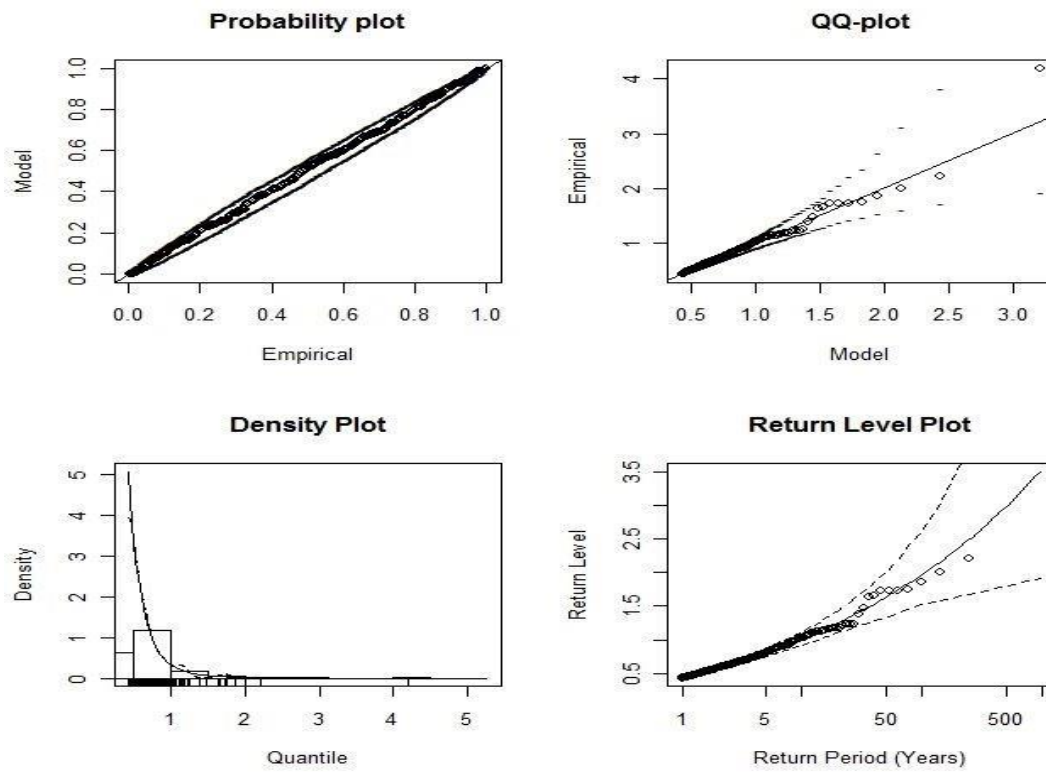 Probability plot
Model
0.0 0.2 0.4 0.6 0.8 1.0
0.0 0.2 0.4 0.6 0.8 1.0
Empirical
QQ-plot
Empirical
1 2 3 4
0.5 1.0 1.5 2.0 2.5 3.0
Model
Density Plot
Density
0 1 2 3 4 5
1 2 3 4 5
Quantile
Return Level Plot
Return Level
0.5 1.5 2.5 3.5
1 5 50 500
Return Period (Years)